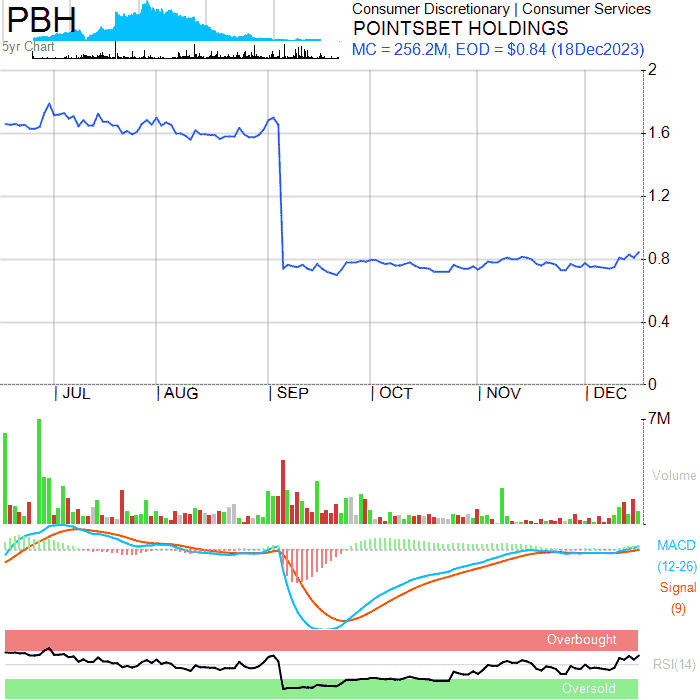 PBH
5yr Chart
Consumer Discretionary | Consumer Services
POINTSBET HOLDINGS
MC = 256.2M, EOD = $0.84 (18Dec2023)
2
1.6
1.2
0.8
0.4
0
JUL AUG SEP OCT NOV DEC
7M
Volume
MACD
(12-26)
Signal
(9)
Overbought
RSI(14)
Oversold